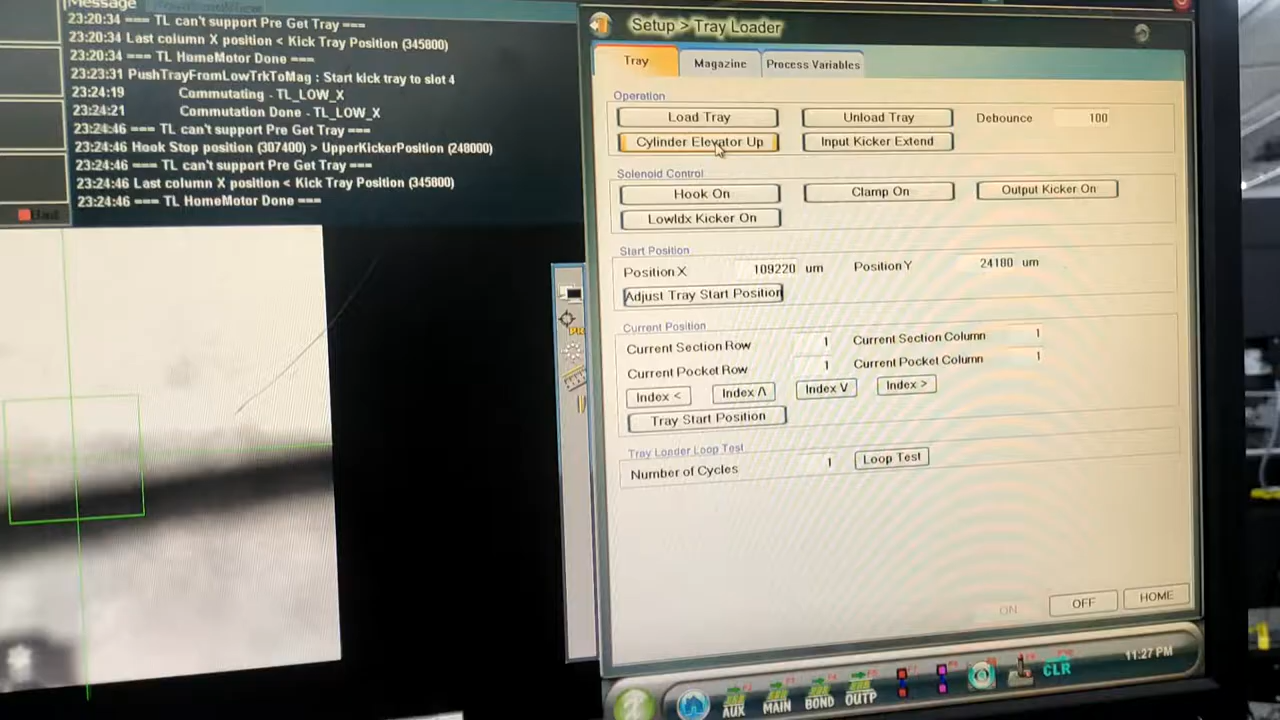 Message
23:20:34 === TL can't support Pre Get Tray ===
23:20:34 Last column X position < Kick Tray Position (345800)
23:20:34 === TL HomeMotor Done ===
23:23:31 PushTrayFromLowTrkToMag : Start kick tray to slot 4
23:24:19 Commutating - TL_LOW_X
23:24:21 Commutation Done - TL_LOW_X
23:24:46 === TL can't support Pre Get Tray ===
23:24:46 Hook Stop position (307400) > UpperKickerPosition (248000)
23:24:46 === TL can't support Pre Get Tray ===
23:24:46 Last column X position < Kick Tray Position (345800)
23:24:46 === TL HomeMotor Done ===
Setup > Tray Loader
Tray Magazine Process Variables
Operation
Load Tray Unload Tray Debounce 100
Cylinder Elevator Up Input Kicker Extend
Solenoid Control
Hook On Clamp On Output Kicker On
LowIdx Kicker On
Start Position
Position X 109220 um Position Y 24180 um
Adjust Tray Start Position
Current Position
Current Section Row 1 Current Section Column 1
Current Pocket Row 1 Current Pocket Column 1
Index < Index Λ Index V Index >
Tray Start Position
Tray Loader Loop Test
Number of Cycles 1 Loop Test
ON OFF HOME
AUX MAIN BOND OUTP CLR 11:27 PM